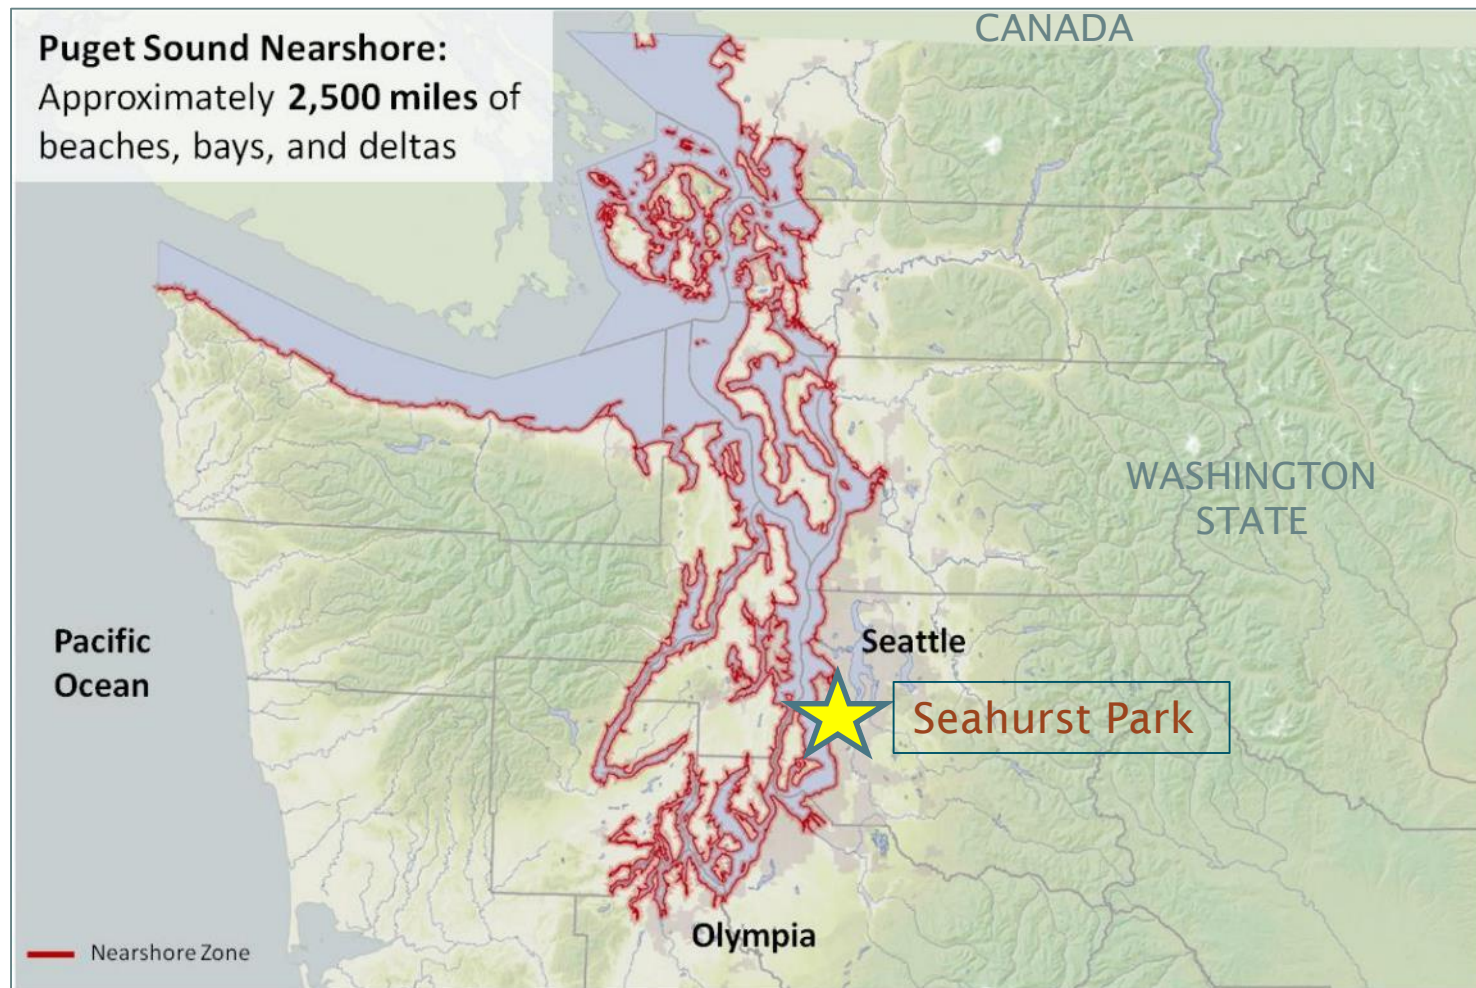 Puget Sound Nearshore:
Approximately 2,500 miles of
beaches, bays, and deltas
CANADA
WASHINGTON
STATE
Pacific
Ocean
Seattle
Seahurst Park
Olympia
Nearshore Zone